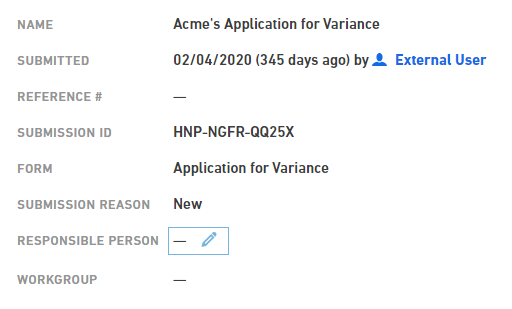 NAME Acme's Application for Variance
SUBMITTED 02/04/2020 (345 days ago) by External User
REFERENCE # —
SUBMISSION ID HNP-NGFR-QQ25X
FORM Application for Variance
SUBMISSION REASON New
RESPONSIBLE PERSON —
WORKGROUP —